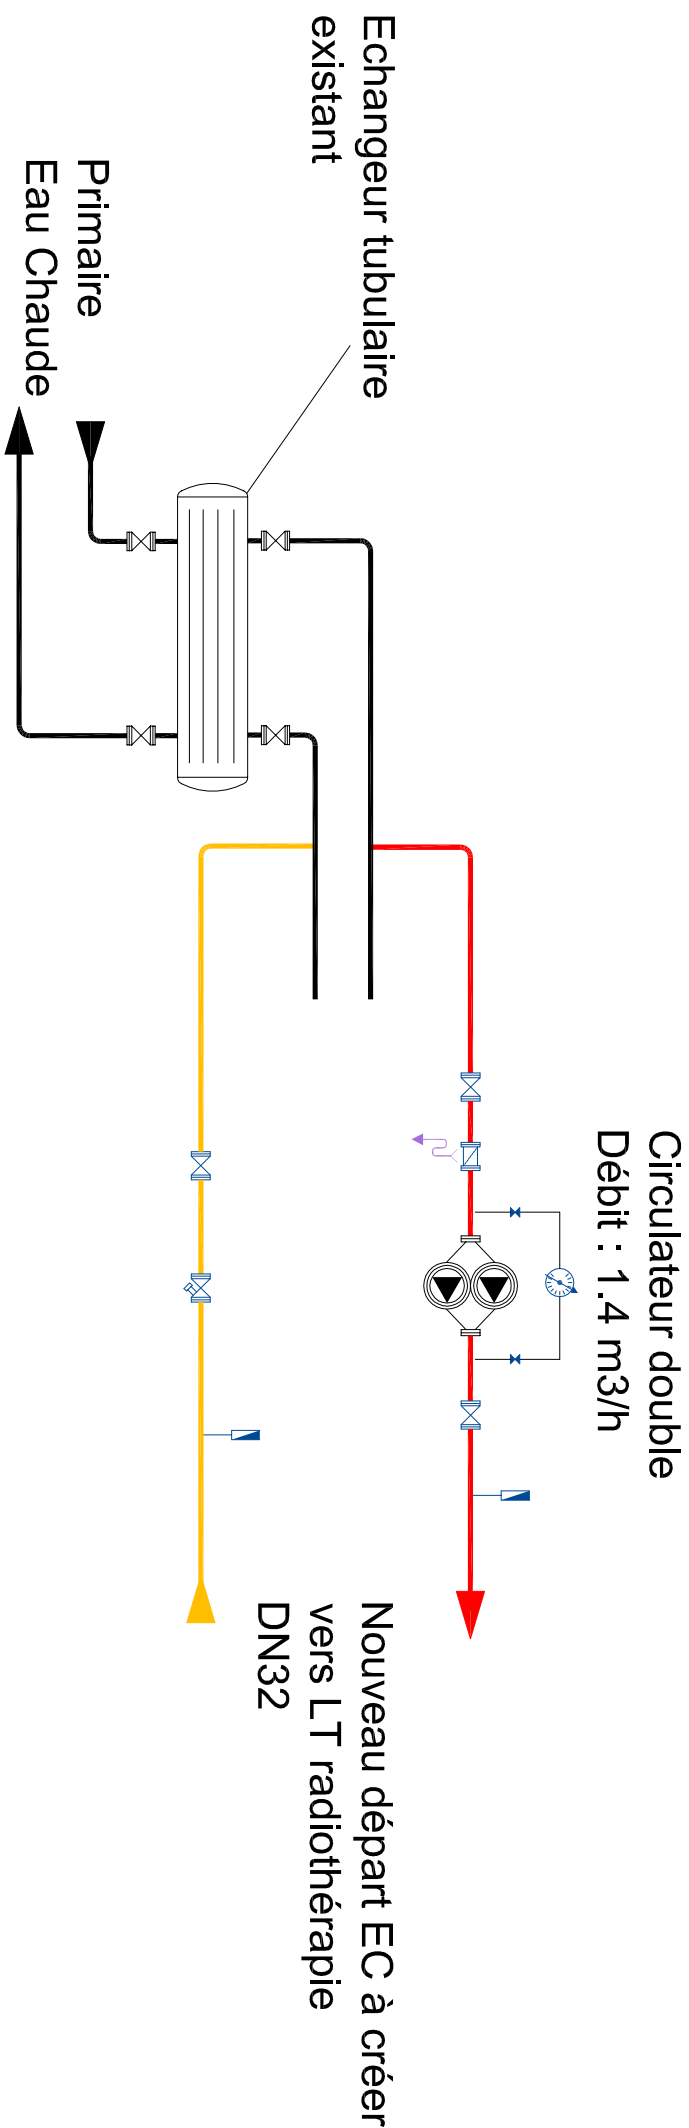 Echangeur tubulaire
existant
Primaire
Eau Chaude
Circulateur double
Débit : 1.4 m3/h
Nouveau départ EC à créer
vers LT radiothérapie
DN32